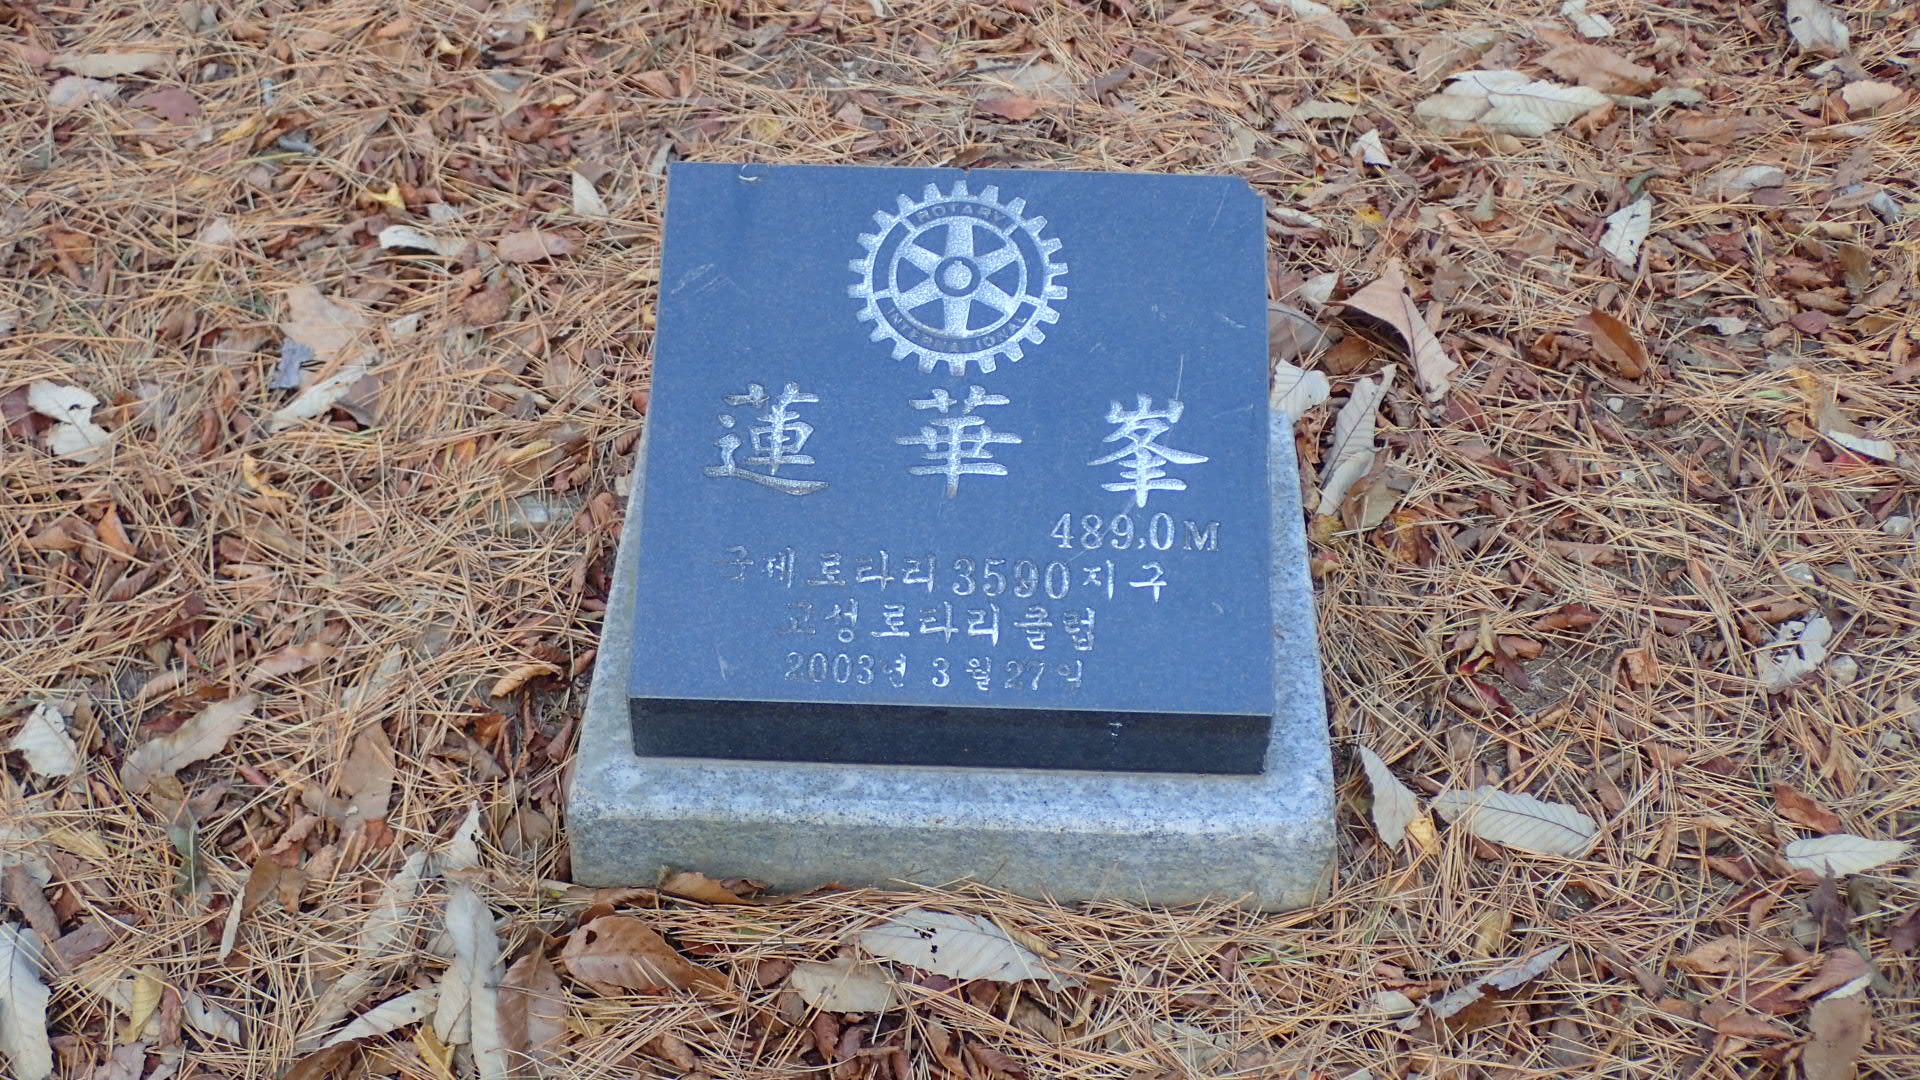 ROTARY
INTERNATIONAL
蓮華峯
489.0M
국제로타리3590지구
고성로타리클럽
2003년 3월27일